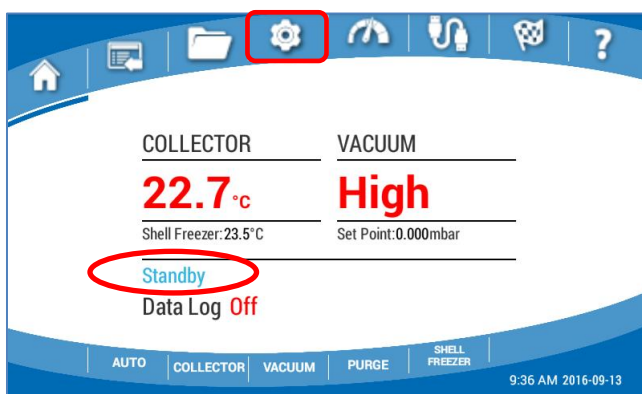 ?
COLLECTOR VACUUM
22.7°C High
Shell Freezer:23.5°C Set Point:0.000mbar
Standby
Data Log Off
AUTO COLLECTOR VACUUM PURGE SHELL FREEZER
9:36 AM 2016-09-13